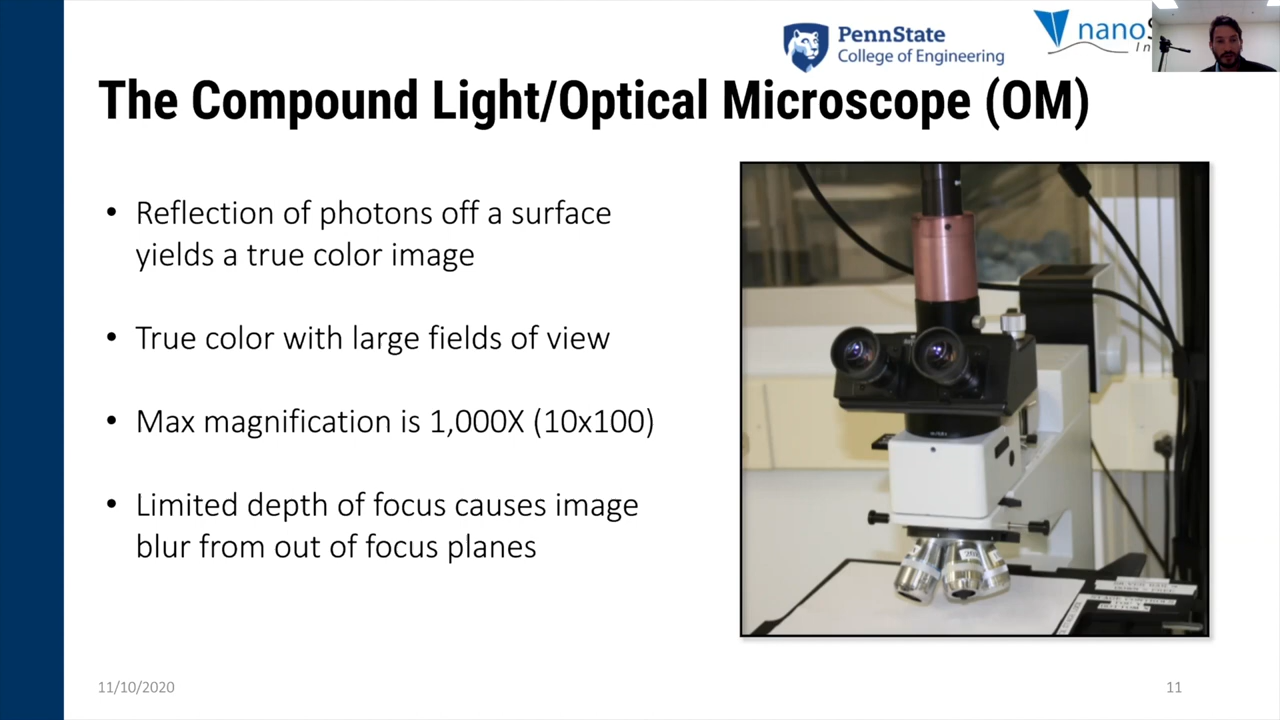 PennState
College of Engineering
nano
The Compound Light/Optical Microscope (OM)
• Reflection of photons off a surface
yields a true color image
• True color with large fields of view
• Max magnification is 1,000X (10x100)
• Limited depth of focus causes image
blur from out of focus planes
11/10/2020
11